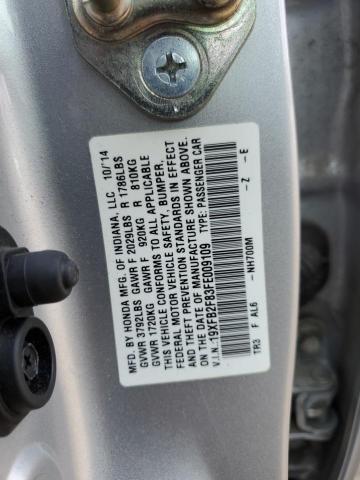 MFD. BY HONDA MFG. OF INDIANA, LLC 10/14
GVWR 3792LBS GAWR F 2029LBS R 1786LBS
GVWR 1720KG GAWR F 920KG R 810KG
THIS VEHICLE CONFORMS TO ALL APPLICABLE
FEDERAL MOTOR VEHICLE SAFETY, BUMPER,
AND THEFT PREVENTION STANDARDS IN EFFECT
ON THE DATE OF MANUFACTURE SHOWN ABOVE.
V.I.N.:19XFB2F83FE009109 TYPE: PASSENGER CAR
-NH700M -Z -E
TR3 F AL6